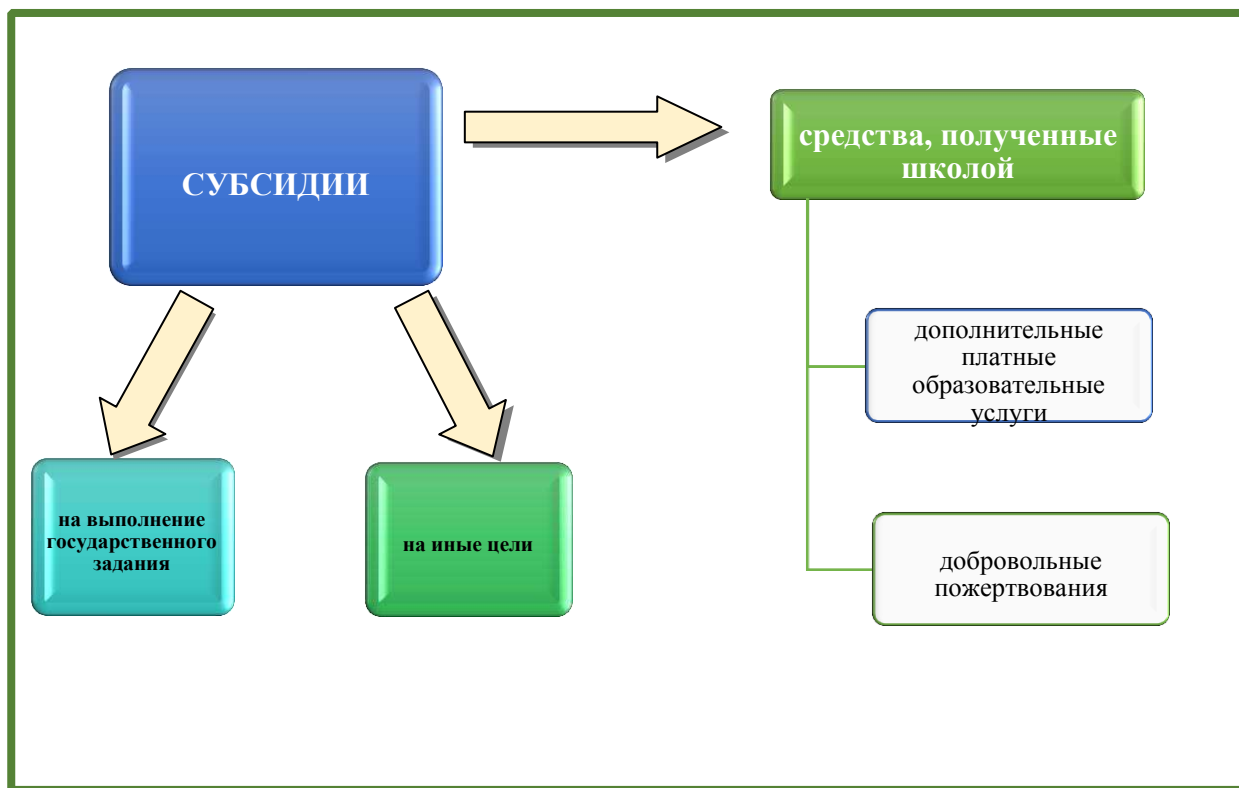 СУБСИДИИ
средства, полученные
школой
дополнительные
платные
образовательные
услуги
на выполнение
государственного
задания
на иные цели
добровольные
пожертвования